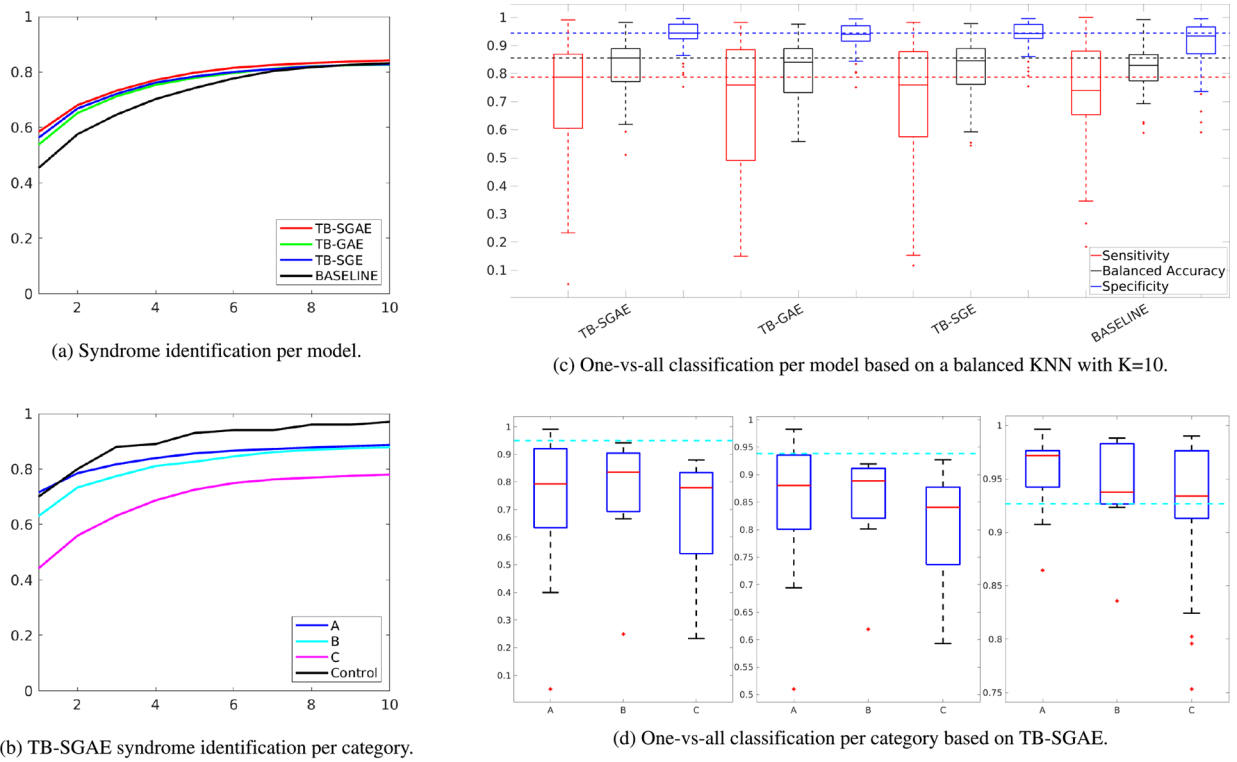 1
0.8
0.6
0.4
0.2
0
2
4
6
8
10
TB-SGAE
TB-GAE
TB-SGE
BASELINE
(a) Syndrome identification per model.
1
0.9
0.8
0.7
0.6
0.5
0.4
0.3
0.2
0.1
Sensitivity
Balanced Accuracy
Specificity
TB-SGAE
TB-GAE
TB-SGE
BASELINE
(c) One-vs-all classification per model based on a balanced KNN with K=10.
1
0.8
0.6
0.4
0.2
0
2
4
6
8
10
A
B
C
Control
(b) TB-SGAE syndrome identification per category.
1
0.9
0.8
0.7
0.6
0.5
0.4
0.3
0.2
0.1
A
B
C
1
0.95
0.9
0.85
0.8
0.75
0.7
0.65
0.6
0.55
0.5
A
B
C
1
0.95
0.9
0.85
0.8
0.75
A
B
C
(d) One-vs-all classification per category based on TB-SGAE.